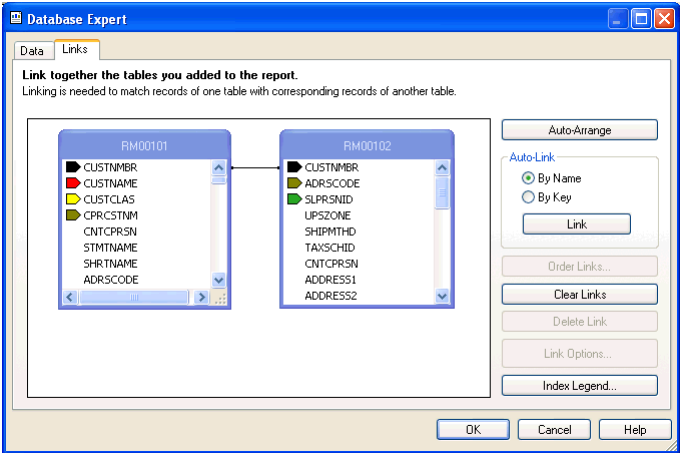 Database Expert
Data Links
Link together the tables you added to the report.
Linking is needed to match records of one table with corresponding records of another table.
RM00101
CUSTNMBR
CUSTNAME
CUSTCLAS
CPRCSTNM
CNTCPRSN
STMTNAME
SHRTNAME
ADRSCODE
RM00102
CUSTNMBR
ADRSCODE
SLPRSNID
UPSZONE
SHIPMTHD
TAXSCHID
CNTCPRSN
ADDRESS1
ADDRESS2
Auto-Arrange
Auto-Link
By Name
By Key
Link
Order Links...
Clear Links
Delete Link
Link Options...
Index Legend...
OK Cancel Help